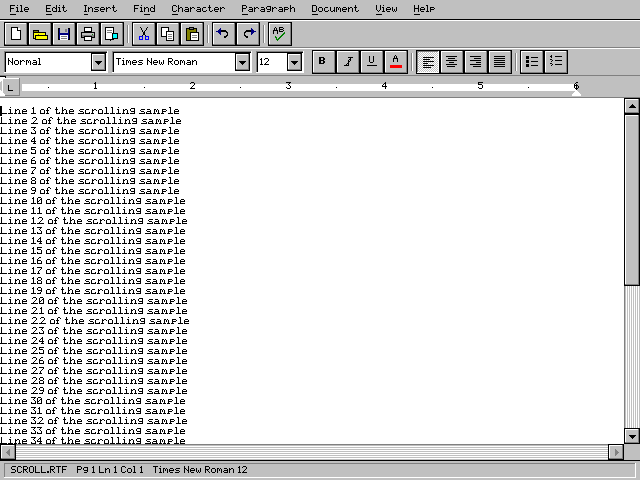 File Edit Insert Find Character Paragraph Document View Help
AB
Normal Times New Roman 12 B I U A
L 1 2 3 4 5 6
Line 1 of the scrolling sample
Line 2 of the scrolling sample
Line 3 of the scrolling sample
Line 4 of the scrolling sample
Line 5 of the scrolling sample
Line 6 of the scrolling sample
Line 7 of the scrolling sample
Line 8 of the scrolling sample
Line 9 of the scrolling sample
Line 10 of the scrolling sample
Line 11 of the scrolling sample
Line 12 of the scrolling sample
Line 13 of the scrolling sample
Line 14 of the scrolling sample
Line 15 of the scrolling sample
Line 16 of the scrolling sample
Line 17 of the scrolling sample
Line 18 of the scrolling sample
Line 19 of the scrolling sample
Line 20 of the scrolling sample
Line 21 of the scrolling sample
Line 22 of the scrolling sample
Line 23 of the scrolling sample
Line 24 of the scrolling sample
Line 25 of the scrolling sample
Line 26 of the scrolling sample
Line 27 of the scrolling sample
Line 28 of the scrolling sample
Line 29 of the scrolling sample
Line 30 of the scrolling sample
Line 31 of the scrolling sample
Line 32 of the scrolling sample
Line 33 of the scrolling sample
Line 34 of the scrolling sample
SCROLL.RTF Pg 1 Ln 1 Col 1 Times New Roman 12